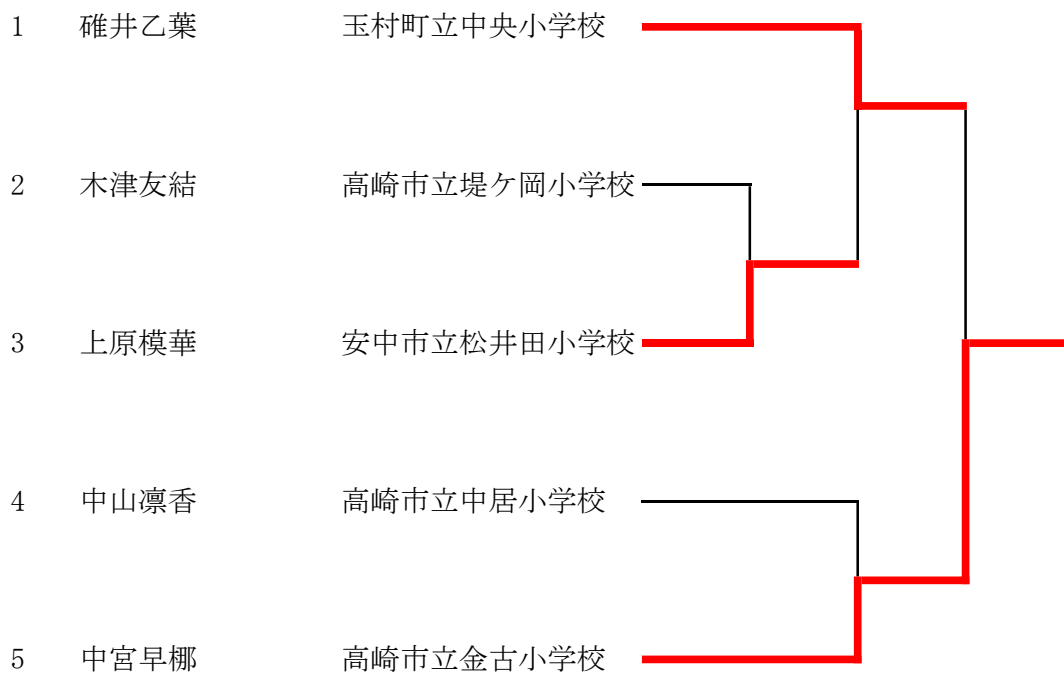 1 碓井乙葉 玉村町立中央小学校
2 木津友結 高崎市立堤ケ岡小学校
3 上原模華 安中市立松井田小学校
4 中山凛香 高崎市立中居小学校
5 中宮早梛 高崎市立金古小学校